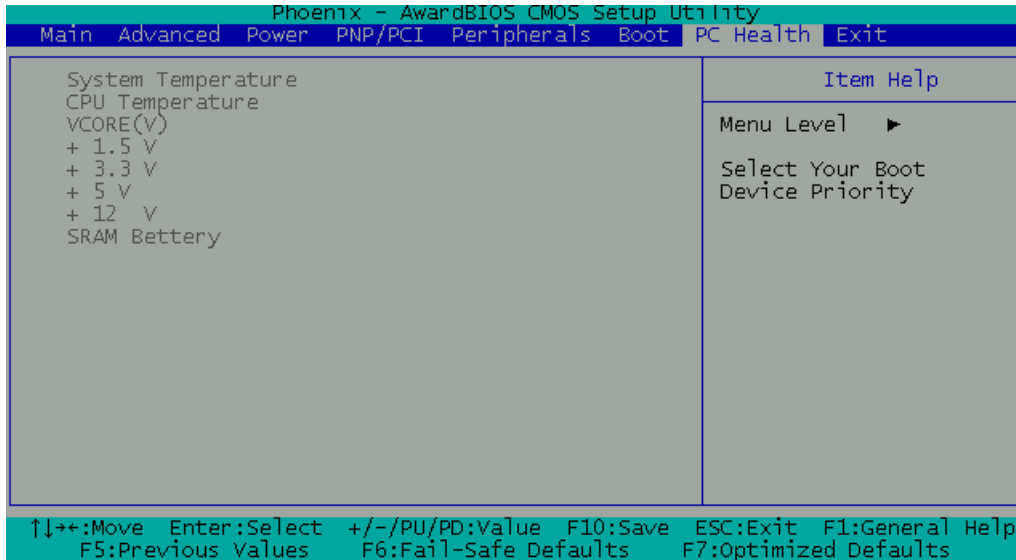 Phoenix - AwardBIOS CMOS Setup Utility
Main Advanced Power PNP/PCI Peripherals Boot PC Health Exit
System Temperature
CPU Temperature
VCORE(V)
+ 1.5 V
+ 3.3 V
+ 5 V
+ 12 V
SRAM Bettery
Item Help
Menu Level ►
Select Your Boot
Device Priority
↑↓→←:Move Enter:Select +/-/PU/PD:Value F10:Save ESC:Exit F1:General Help
F5:Previous Values F6:Fail-Safe Defaults F7:Optimized Defaults